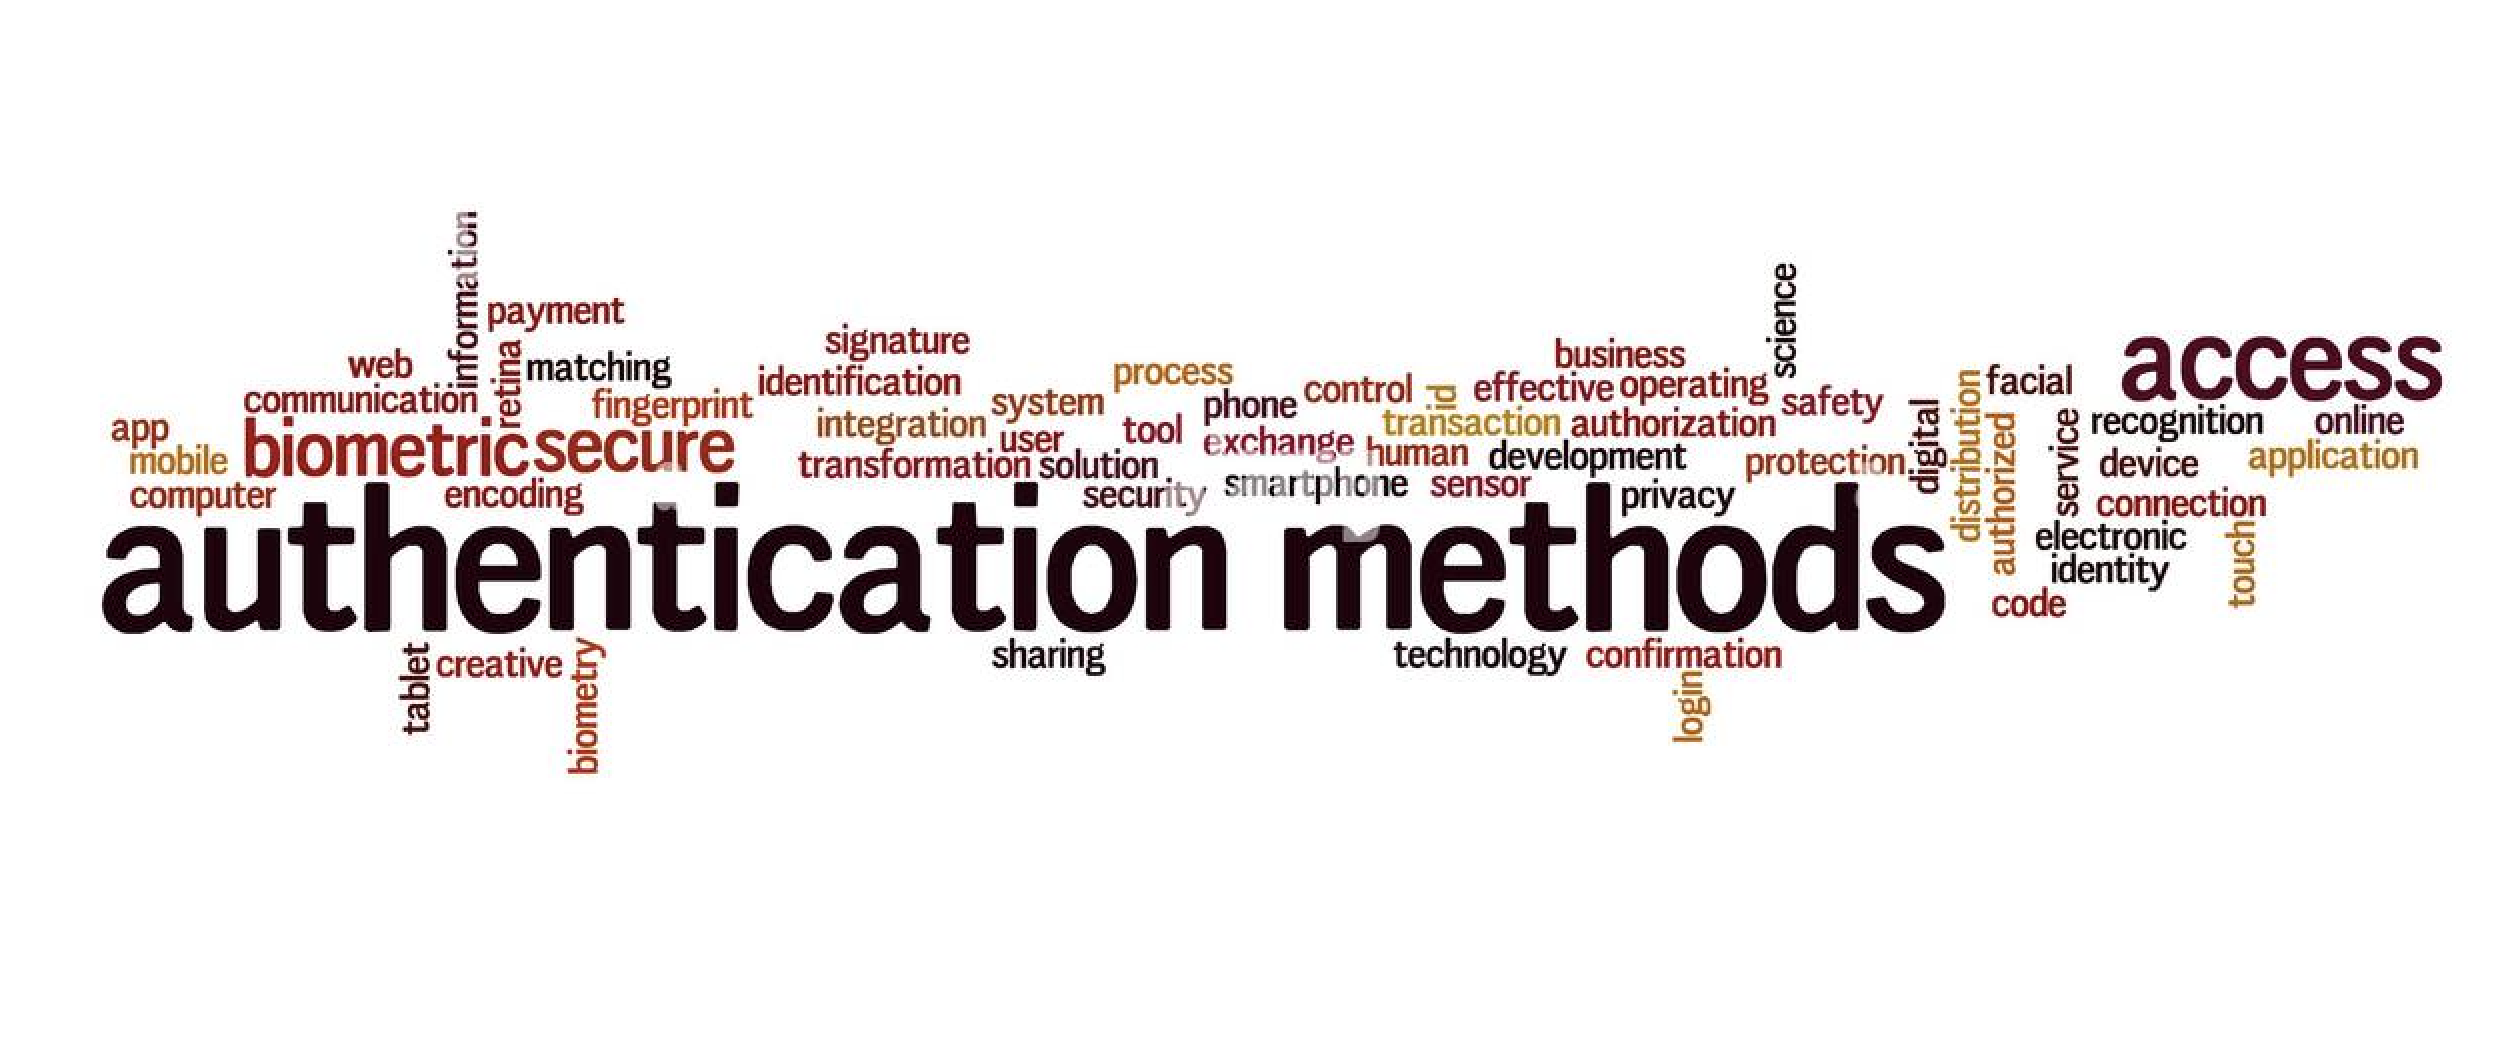 information
payment
science
signature
web
retina
matching
business
access
process
identification
facial
communication
fingerprint
system
phone
control
id
effective
operating
safety
app
integration
tool
transaction
authorization
digital
distribution
authorized
service
recognition
online
mobile
biometric
secure
user
exchange
human
development
protection
device
application
transformation
solution
computer
encoding
security
smartphone
sensor
privacy
connection
authentication methods
electronic
touch
identity
code
tablet
creative
biometry
sharing
technology
confirmation
login